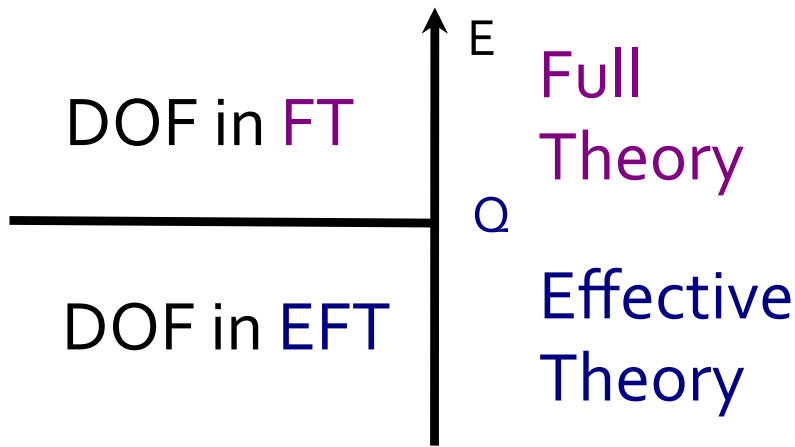 E
Full
Theory
DOF in FT
Q
Effective
Theory
DOF in EFT